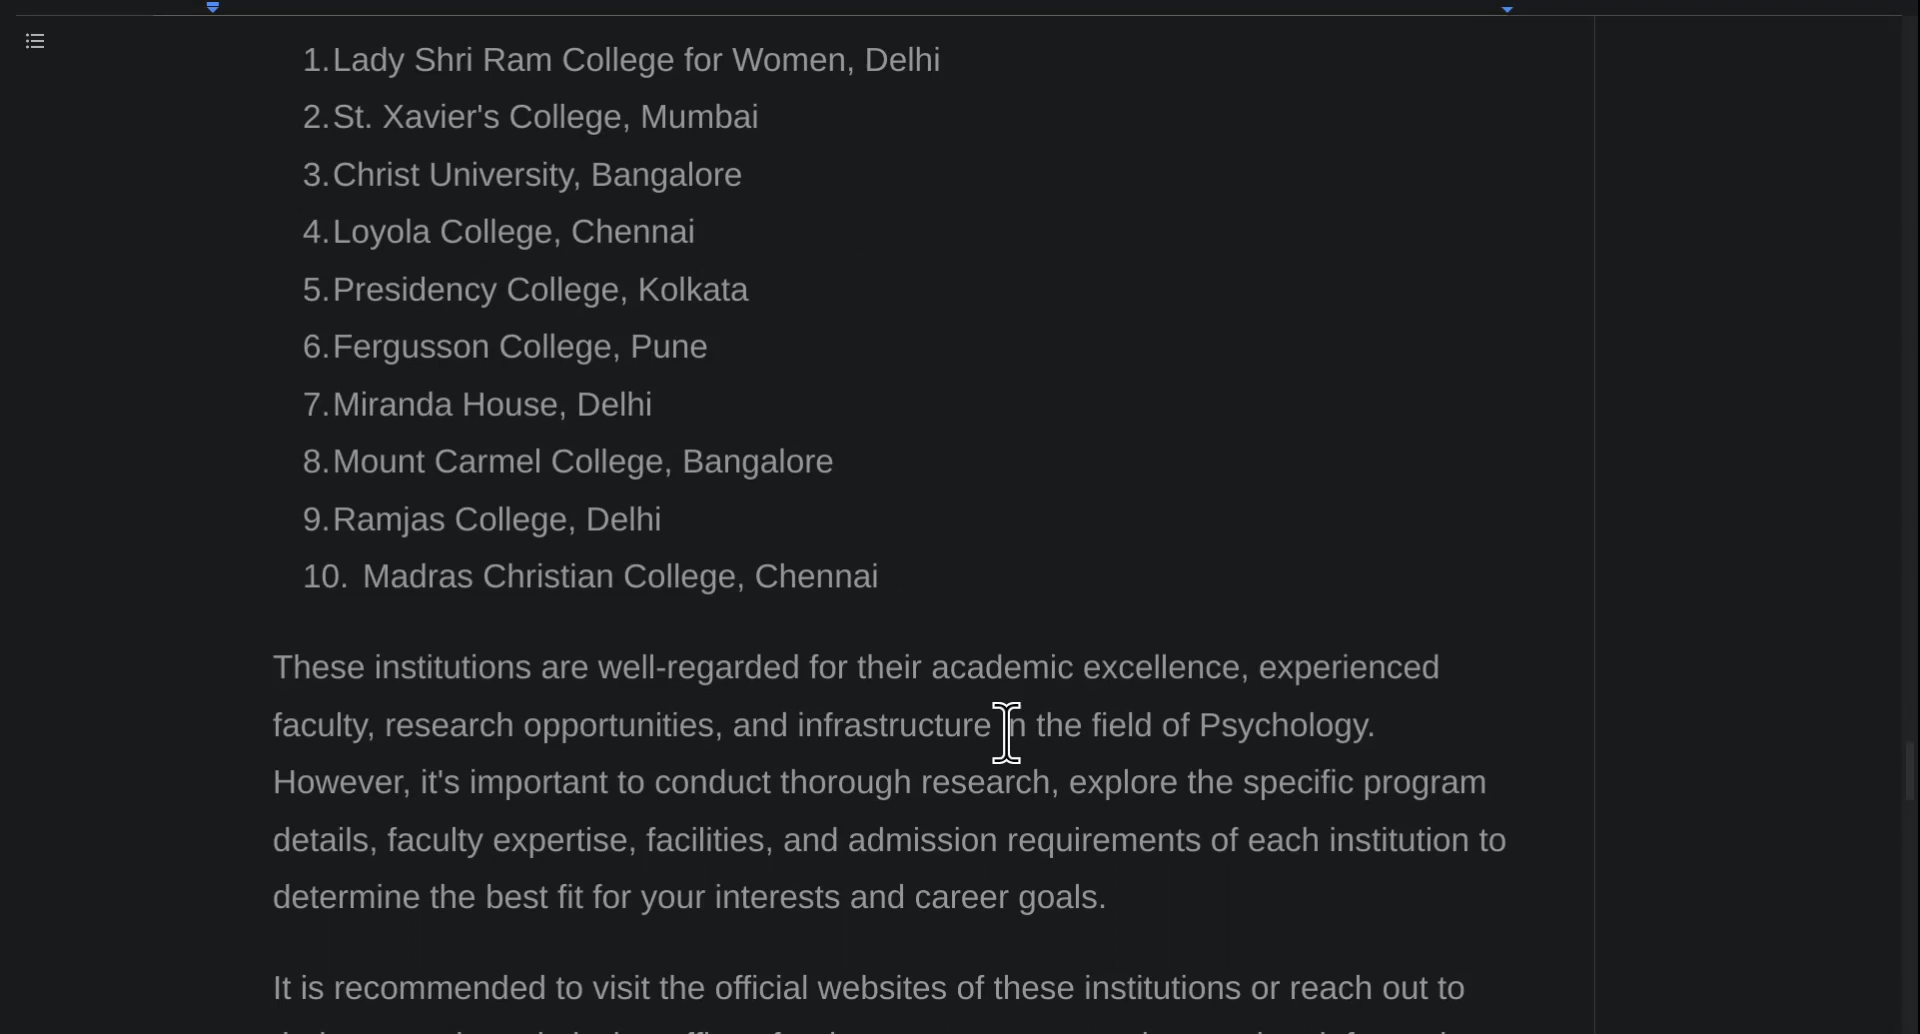 1. Lady Shri Ram College for Women, Delhi
2. St. Xavier's College, Mumbai
3. Christ University, Bangalore
4. Loyola College, Chennai
5. Presidency College, Kolkata
6. Fergusson College, Pune
7. Miranda House, Delhi
8. Mount Carmel College, Bangalore
9. Ramjas College, Delhi
10. Madras Christian College, Chennai
These institutions are well-regarded for their academic excellence, experienced
faculty, research opportunities, and infrastructure in the field of Psychology.
However, it's important to conduct thorough research, explore the specific program
details, faculty expertise, facilities, and admission requirements of each institution to
determine the best fit for your interests and career goals.
It is recommended to visit the official websites of these institutions or reach out to